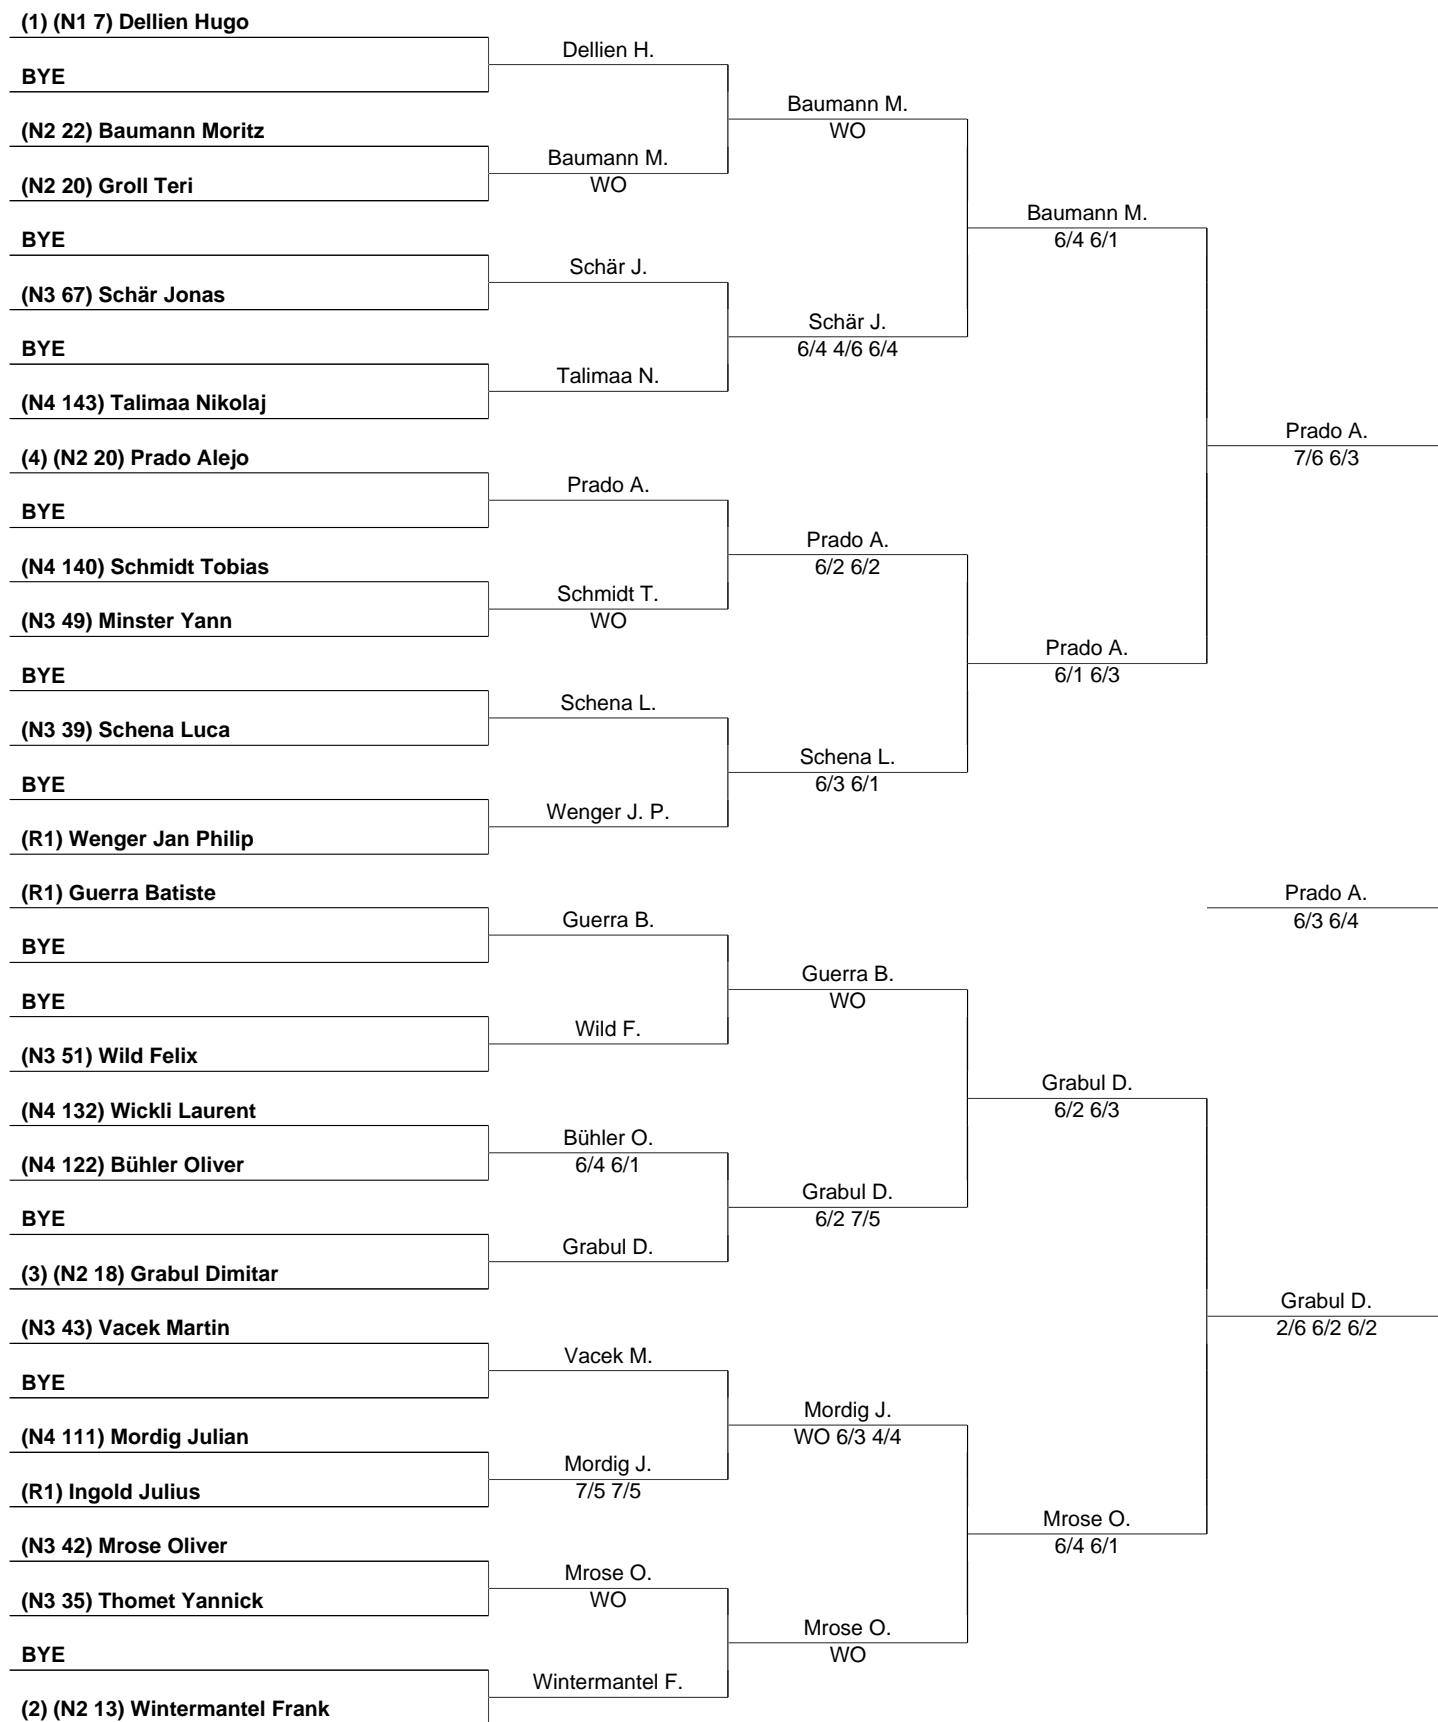 (1) (N1 7) Dellien Hugo
Dellien H.
BYE
Baumann M.
WO
(N2 22) Baumann Moritz
Baumann M.
WO
(N2 20) Groll Teri
Baumann M.
6/4 6/1
BYE
Schär J.
(N3 67) Schär Jonas
Schär J.
6/4 4/6 6/4
BYE
Talimaa N.
(N4 143) Talimaa Nikolaj
Prado A.
7/6 6/3
(4) (N2 20) Prado Alejo
Prado A.
BYE
Prado A.
6/2 6/2
(N4 140) Schmidt Tobias
Schmidt T.
WO
(N3 49) Minster Yann
Prado A.
6/1 6/3
BYE
Schena L.
(N3 39) Schena Luca
Schena L.
6/3 6/1
BYE
Wenger J. P.
(R1) Wenger Jan Philip
(R1) Guerra Batiste
Prado A.
6/3 6/4
Guerra B.
BYE
Guerra B.
WO
BYE
Wild F.
(N3 51) Wild Felix
Grabul D.
6/2 6/3
(N4 132) Wickli Laurent
Bühler O.
6/4 6/1
(N4 122) Bühler Oliver
Grabul D.
6/2 7/5
BYE
Grabul D.
(3) (N2 18) Grabul Dimitar
Grabul D.
2/6 6/2 6/2
(N3 43) Vacek Martin
Vacek M.
BYE
Mordig J.
WO 6/3 4/4
(N4 111) Mordig Julian
Mordig J.
7/5 7/5
(R1) Ingold Julius
Mrose O.
6/4 6/1
(N3 42) Mrose Oliver
Mrose O.
WO
(N3 35) Thomet Yannick
Mrose O.
WO
BYE
Wintermantel F.
(2) (N2 13) Wintermantel Frank